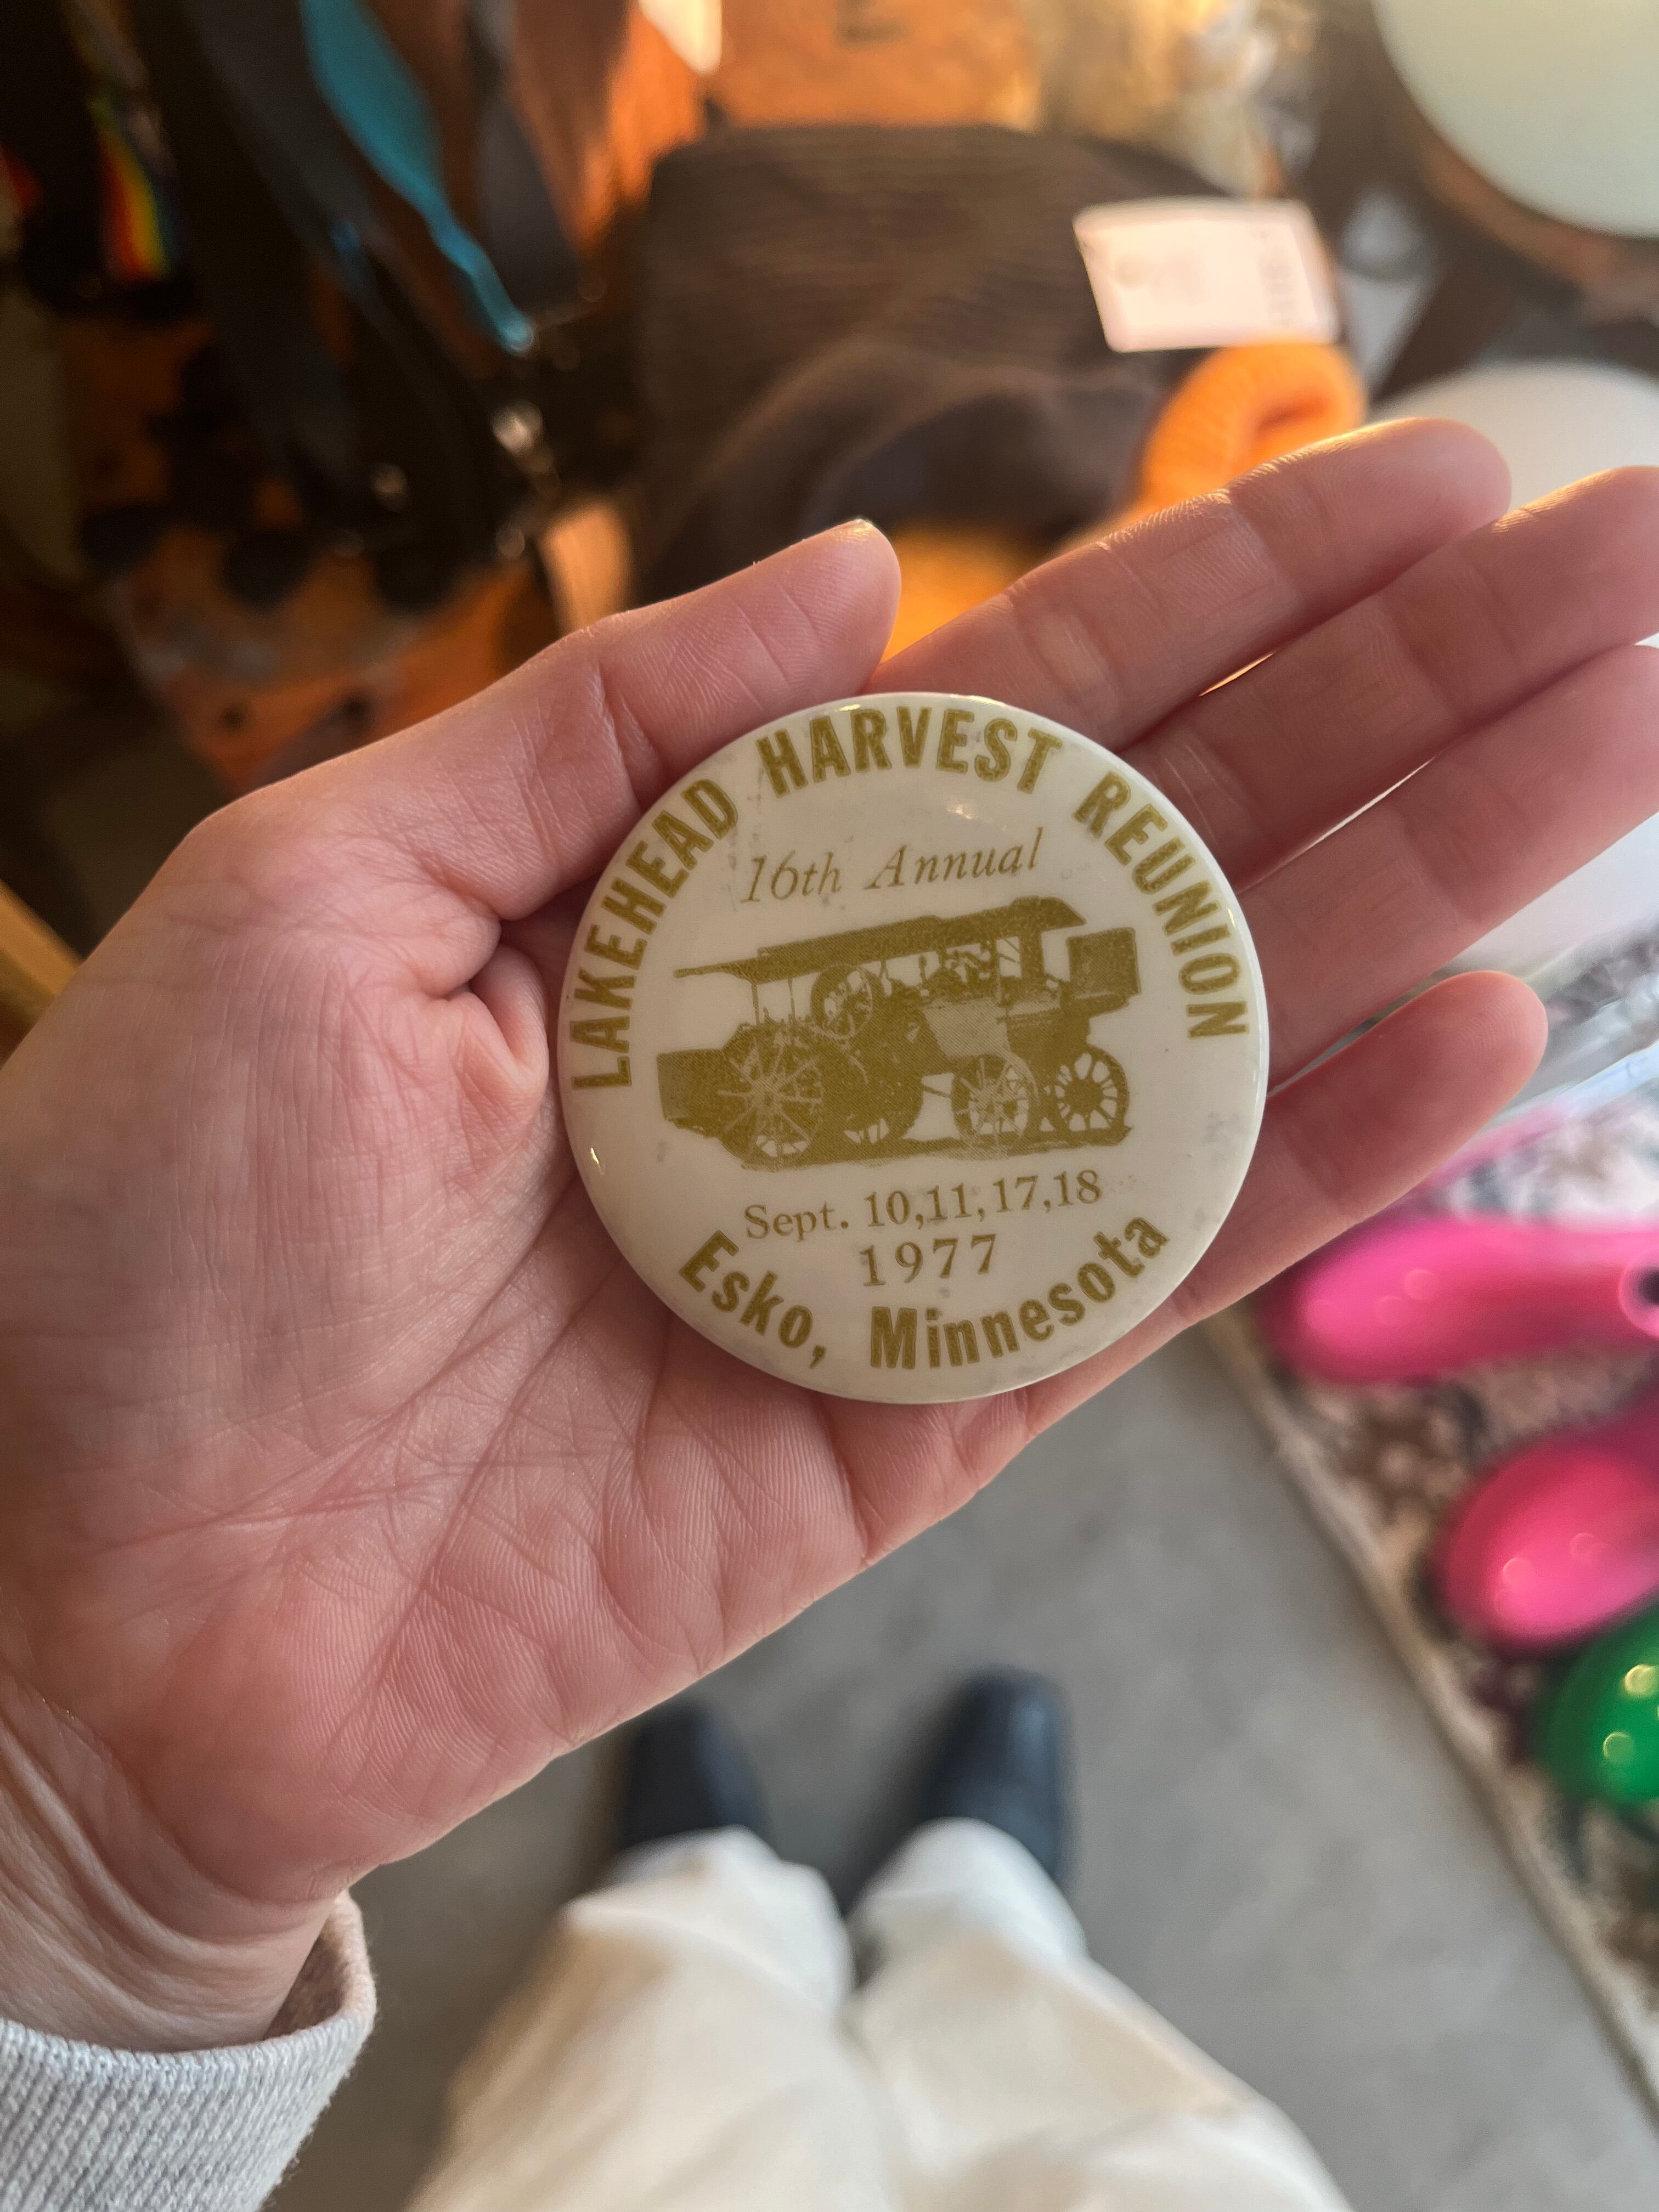 LAKEHEAD HARVEST REUNION
16th Annual
Sept. 10,11,17,18
1977
Esko, Minnesota